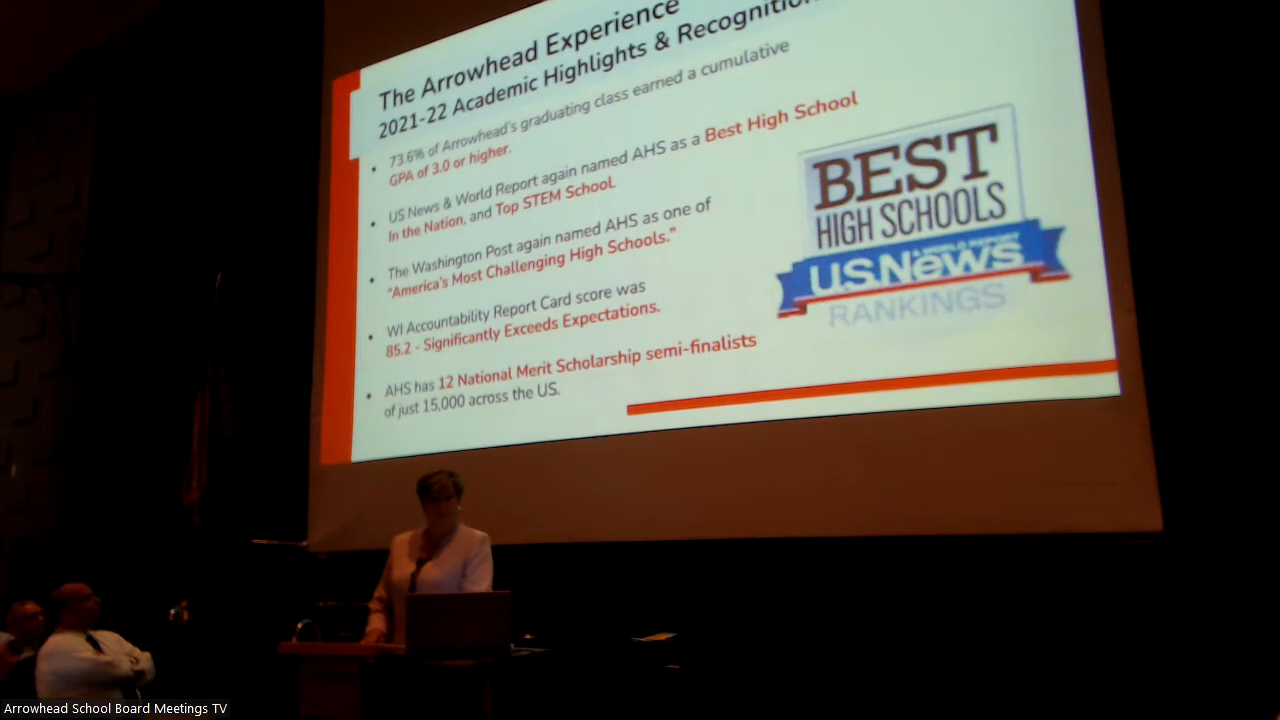 The Arrowhead Experience
2021-22 Academic Highlights & Recognition
73.6% of Arrowhead's graduating class earned a cumulative
GPA of 3.0 or higher.
US News & World Report again named AHS as a Best High School
In the Nation, and Top STEM School.
The Washington Post again named AHS as one of
"America's Most Challenging High Schools."
WI Accountability Report Card score was
85.2 - Significantly Exceeds Expectations.
AHS has 12 National Merit Scholarship semi-finalists
of just 15,000 across the US.
BEST
HIGH SCHOOLS
& WORLD REPORT
U.S.News
RANKINGS
Arrowhead School Board Meetings TV